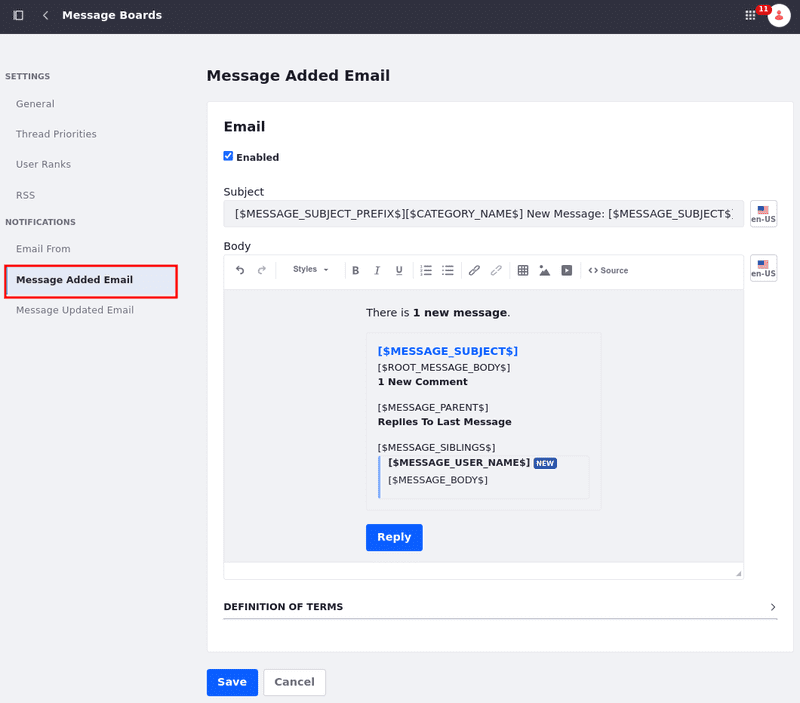 Message Boards
11
SETTINGS
General
Thread Priorities
User Ranks
RSS
NOTIFICATIONS
Email From
Message Added Email
Message Updated Email
Message Added Email
Email
Enabled
Subject
[$MESSAGE_SUBJECT_PREFIX$][$CATEGORY_NAME$] New Message: [$MESSAGE_SUBJECT$
en-US
Body
Styles
B I U
Source
en-US
There is 1 new message.
[$MESSAGE_SUBJECT$]
[$ROOT_MESSAGE_BODY$]
1 New Comment
[$MESSAGE_PARENT$]
Replies To Last Message
[$MESSAGE_SIBLINGS$]
[$MESSAGE_USER_NAME$] NEW
[$MESSAGE_BODY$]
Reply
DEFINITION OF TERMS
Save Cancel